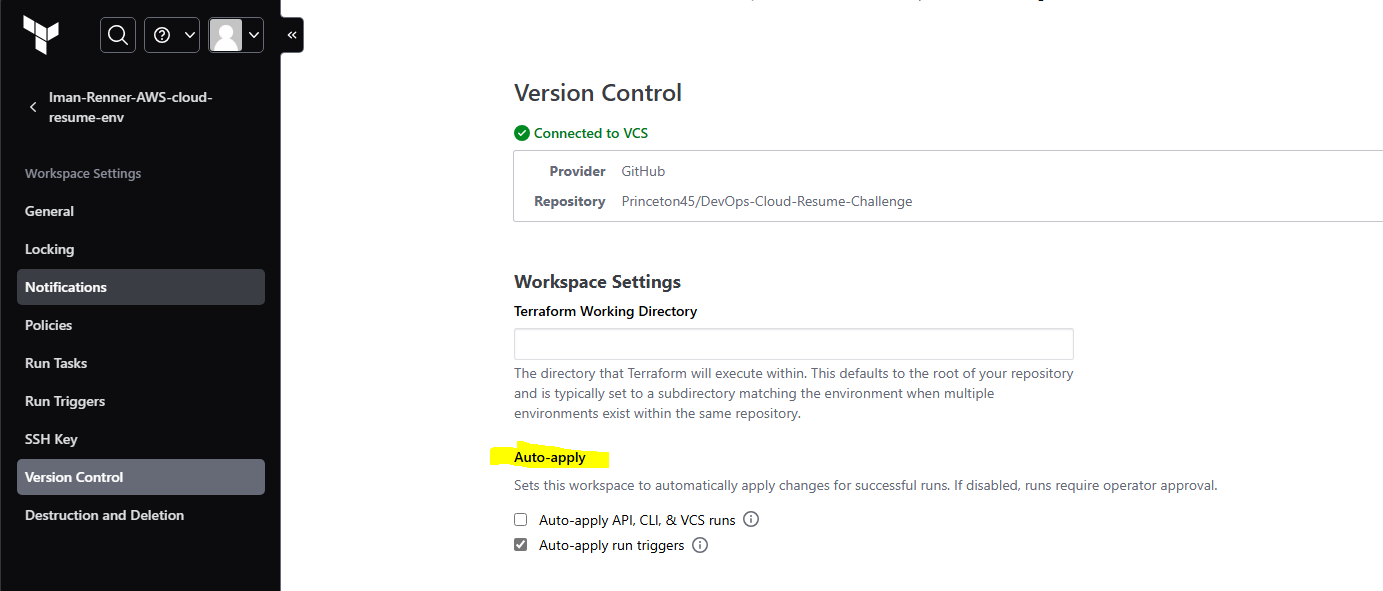 Iman-Renner-AWS-cloud-
resume-env
Workspace Settings
General
Locking
Notifications
Policies
Run Tasks
Run Triggers
SSH Key
Version Control
Destruction and Deletion
Version Control
Connected to VCS
Provider GitHub
Repository Princeton45/DevOps-Cloud-Resume-Challenge
Workspace Settings
Terraform Working Directory
The directory that Terraform will execute within. This defaults to the root of your repository
and is typically set to a subdirectory matching the environment when multiple
environments exist within the same repository.
Auto-apply
Sets this workspace to automatically apply changes for successful runs. If disabled, runs require operator approval.
Auto-apply API, CLI, & VCS runs
Auto-apply run triggers